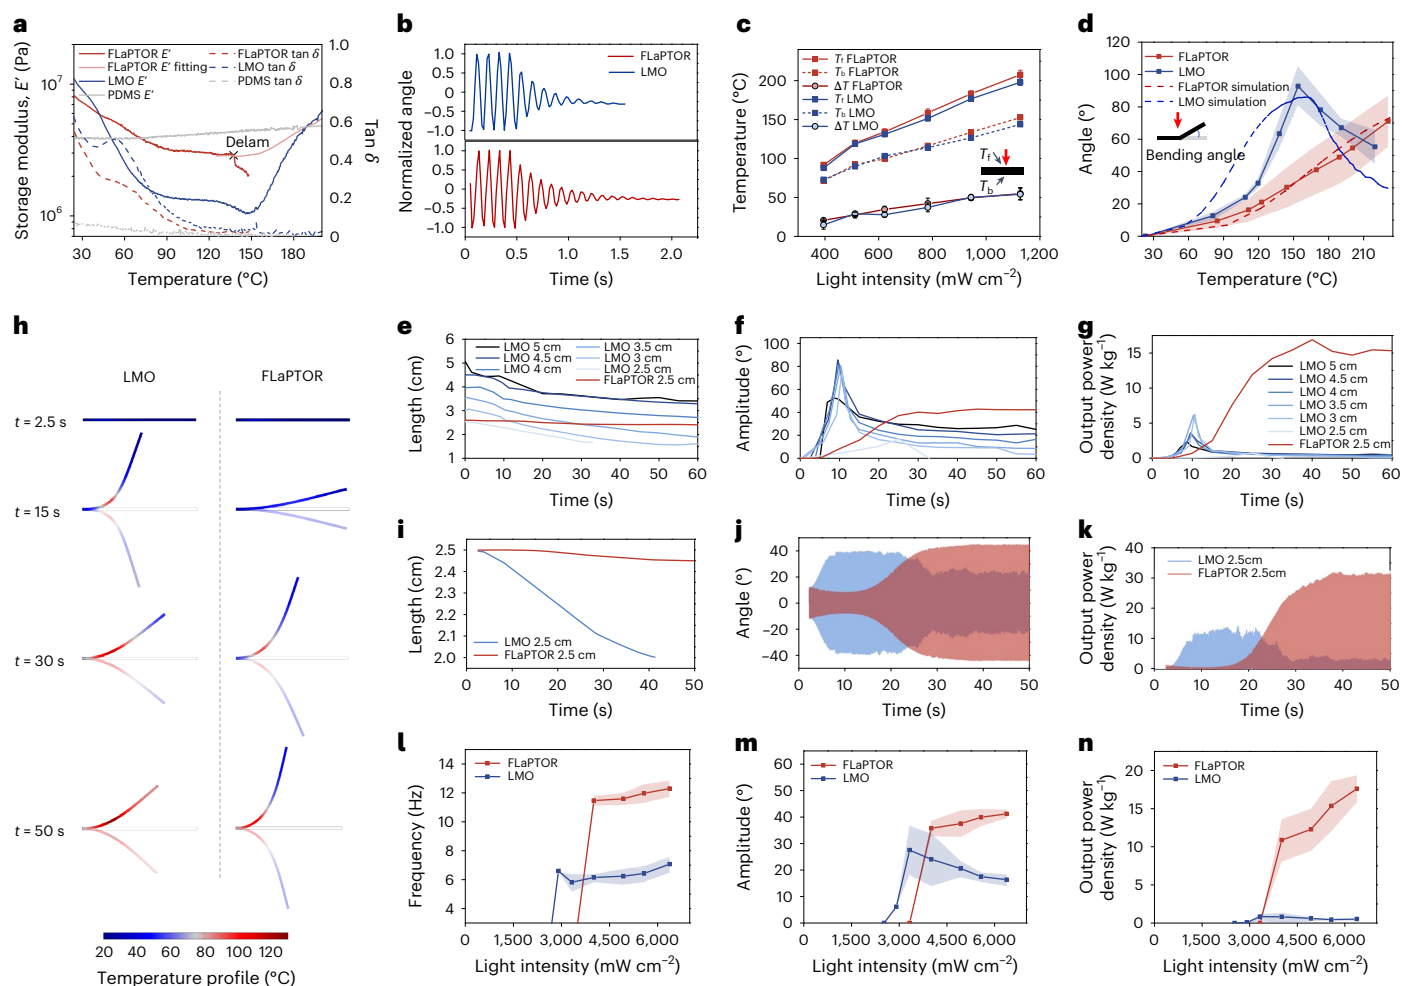 a
Storage modulus, E′ (Pa)
10⁷
10⁶
FLaPTOR E′
FLaPTOR E′ fitting
LMO E′
PDMS E′
FLaPTOR tan δ
LMO tan δ
PDMS tan δ
Delam
1.0
0.8
0.6
0.4
0.2
0
Tan δ
30 60 90 120 150 180
Temperature (°C)
b
Normalized angle
1.0
0.5
0
−0.5
−1.0
1.0
0.5
0
−0.5
−1.0
FLaPTOR
LMO
0 0.5 1.0 1.5 2.0
Time (s)
c
Temperature (°C)
200
150
100
50
0
Tf FLaPTOR
Tb FLaPTOR
ΔT FLaPTOR
Tf LMO
Tb LMO
ΔT LMO
Tf
Tb
400 600 800 1,000 1,200
Light intensity (mW cm⁻²)
d
Angle (°)
120
100
80
60
40
20
0
FLaPTOR
LMO
FLaPTOR simulation
LMO simulation
Bending angle
30 60 90 120 150 180 210
Temperature (°C)
h
LMO
FLaPTOR
t = 2.5 s
t = 15 s
t = 30 s
t = 50 s
20 40 60 80 100 120
Temperature profile (°C)
e
Length (cm)
6
5
4
3
2
1
LMO 5 cm
LMO 4.5 cm
LMO 4 cm
LMO 3.5 cm
LMO 3 cm
LMO 2.5 cm
FLaPTOR 2.5 cm
0 10 20 30 40 50 60
Time (s)
f
Amplitude (°)
100
80
60
40
20
0
0 10 20 30 40 50 60
Time (s)
g
Output power
density (W kg⁻¹)
15
10
5
0
LMO 5 cm
LMO 4.5 cm
LMO 4 cm
LMO 3.5 cm
LMO 3 cm
LMO 2.5 cm
FLaPTOR 2.5 cm
0 10 20 30 40 50 60
Time (s)
i
Length (cm)
2.5
2.4
2.3
2.2
2.1
2.0
LMO 2.5 cm
FLaPTOR 2.5 cm
0 10 20 30 40 50
Time (s)
j
Angle (°)
40
20
0
−20
−40
0 10 20 30 40 50
Time (s)
k
Output power
density (W kg⁻¹)
40
30
20
10
0
LMO 2.5cm
FLaPTOR 2.5cm
0 10 20 30 40 50
Time (s)
l
Frequency (Hz)
14
12
10
8
6
4
FLaPTOR
LMO
0 1,500 3,000 4,500 6,000
Light intensity (mW cm⁻²)
m
Amplitude (°)
60
50
40
30
20
10
0
FLaPTOR
LMO
0 1,500 3,000 4,500 6,000
Light intensity (mW cm⁻²)
n
Output power
density (W kg⁻¹)
20
15
10
5
0
FLaPTOR
LMO
0 1,500 3,000 4,500 6,000
Light intensity (mW cm⁻²)